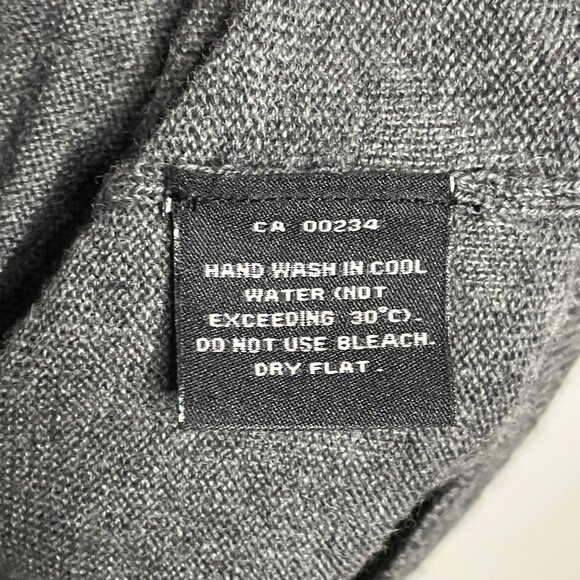 CA 00234
HAND WASH IN COOL
WATER (NOT
EXCEEDING 30°C).
DO NOT USE BLEACH.
DRY FLAT.